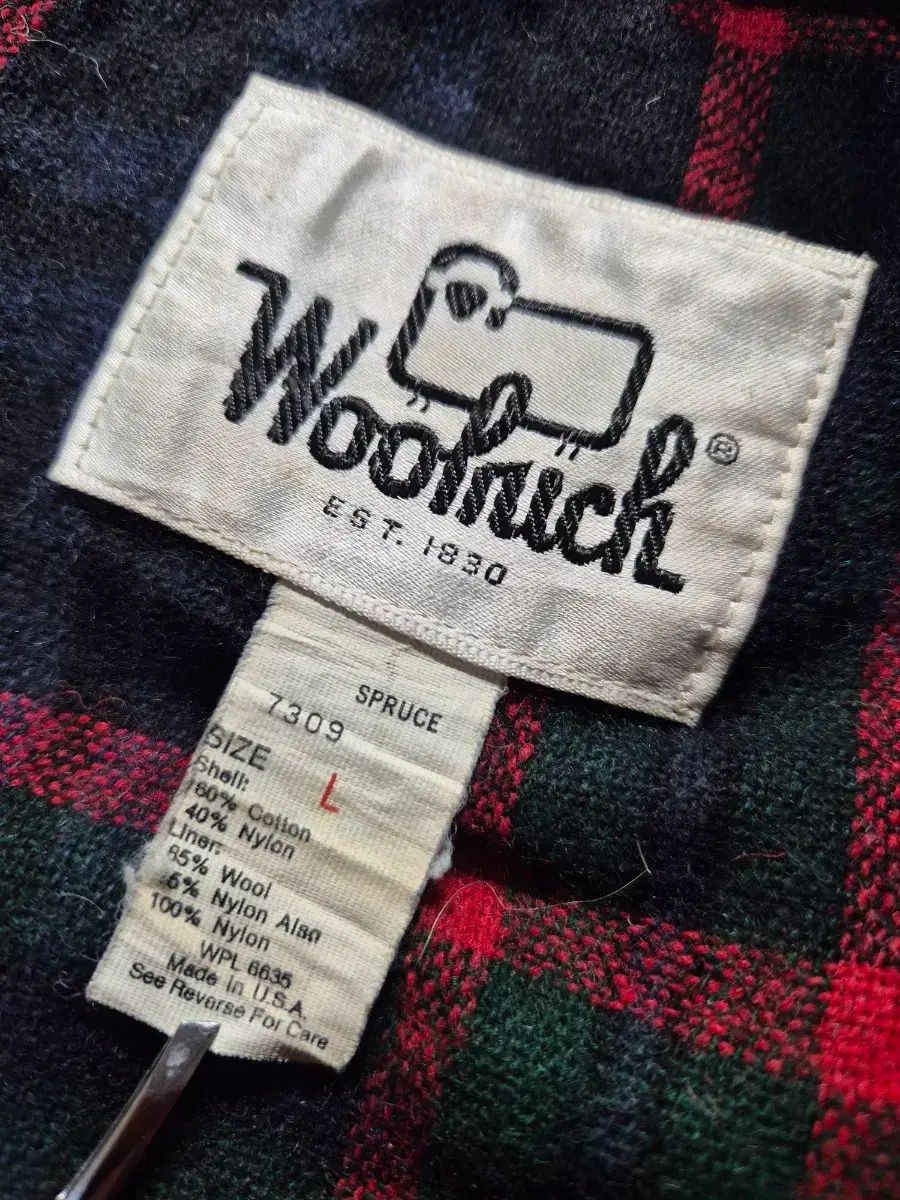 Woolrich®
EST. 1830
SPRUCE
7309
SIZE
L
Shell:
60% Cotton
40% Nylon
Liner:
85% Wool
15% Nylon Also
100% Nylon
WPL 6635
Made In U.S.A.
See Reverse For Care